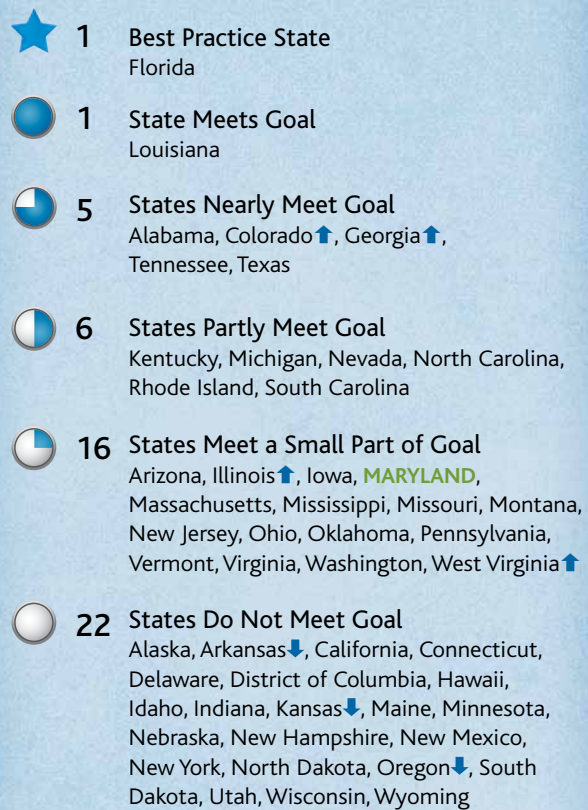 1 Best Practice State
Florida
1 State Meets Goal
Louisiana
5 States Nearly Meet Goal
Alabama, Colorado⬆, Georgia⬆,
Tennessee, Texas
6 States Partly Meet Goal
Kentucky, Michigan, Nevada, North Carolina,
Rhode Island, South Carolina
16 States Meet a Small Part of Goal
Arizona, Illinois⬆, Iowa, MARYLAND,
Massachusetts, Mississippi, Missouri, Montana,
New Jersey, Ohio, Oklahoma, Pennsylvania,
Vermont, Virginia, Washington, West Virginia⬆
22 States Do Not Meet Goal
Alaska, Arkansas⬇, California, Connecticut,
Delaware, District of Columbia, Hawaii,
Idaho, Indiana, Kansas⬇, Maine, Minnesota,
Nebraska, New Hampshire, New Mexico,
New York, North Dakota, Oregon⬇, South
Dakota, Utah, Wisconsin, Wyoming